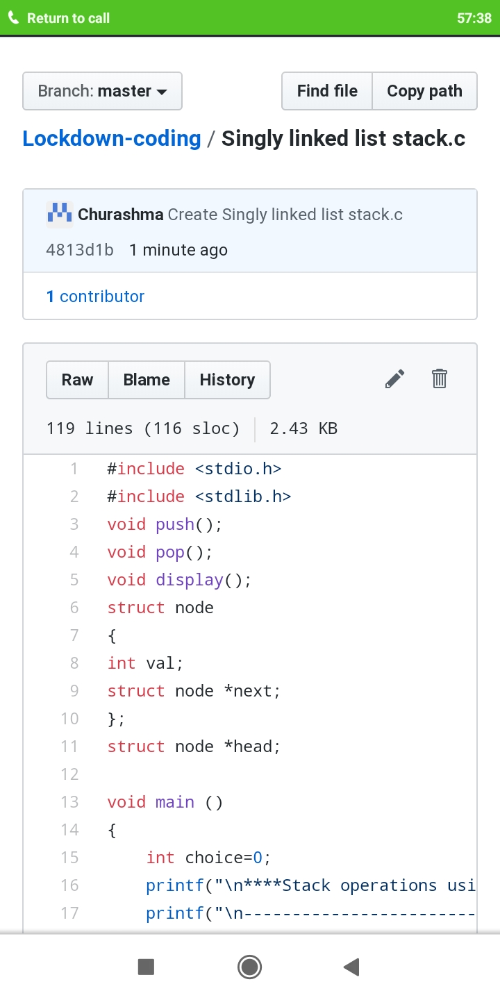 Return to call 57:38
Branch: master Find file Copy path
Lockdown-coding / Singly linked list stack.c
Churashma Create Singly linked list stack.c
4813d1b 1 minute ago
1 contributor
Raw Blame History
119 lines (116 sloc) 2.43 KB
1 #include <stdio.h>
2 #include <stdlib.h>
3 void push();
4 void pop();
5 void display();
6 struct node
7 {
8 int val;
9 struct node *next;
10 };
11 struct node *head;
12
13 void main ()
14 {
15 int choice=0;
16 printf("\n****Stack operations usi
17 printf("\n------------------------